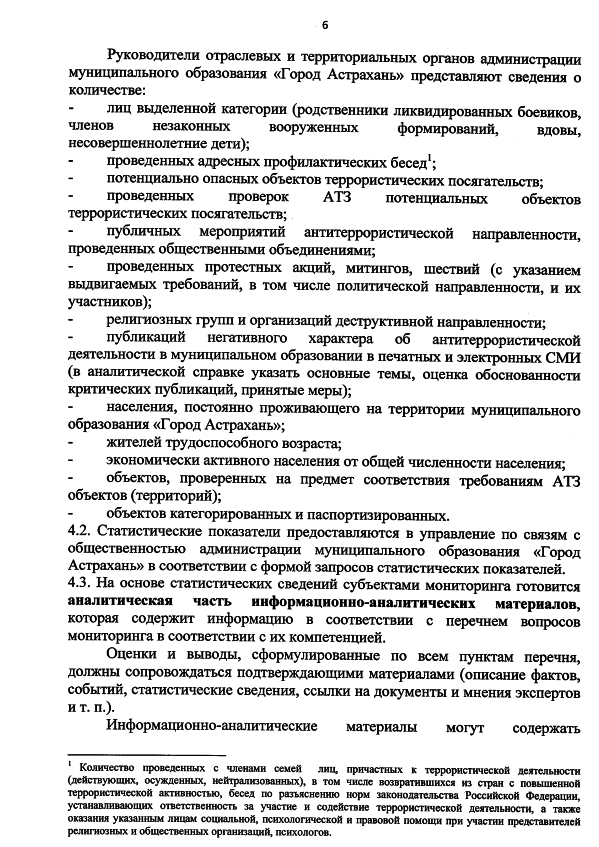 6
Руководители отраслевых и территориальных органов администрации
муниципального образования «Город Астрахань» представляют сведения о
количестве:
- лиц выделенной категории (родственники ликвидированных боевиков,
членов незаконных вооруженных формирований, вдовы,
несовершеннолетние дети);
- проведенных адресных профилактических бесед¹;
- потенциально опасных объектов террористических посягательств;
- проведенных проверок АТЗ потенциальных объектов
террористических посягательств;
- публичных мероприятий антитеррористической направленности,
проведенных общественными объединениями;
- проведенных протестных акций, митингов, шествий (с указанием
выдвигаемых требований, в том числе политической направленности, и их
участников);
- религиозных групп и организаций деструктивной направленности;
- публикаций негативного характера об антитеррористической
деятельности в муниципальном образовании в печатных и электронных СМИ
(в аналитической справке указать основные темы, оценка обоснованности
критических публикаций, принятые меры);
- населения, постоянно проживающего на территории муниципального
образования «Город Астрахань»;
- жителей трудоспособного возраста;
- экономически активного населения от общей численности населения;
- объектов, проверенных на предмет соответствия требованиям АТЗ
объектов (территорий);
- объектов категорированных и паспортизированных.
4.2. Статистические показатели предоставляются в управление по связям с
общественностью администрации муниципального образования «Город
Астрахань» в соответствии с формой запросов статистических показателей.
4.3. На основе статистических сведений субъектами мониторинга готовится
аналитическая часть информационно-аналитических материалов,
которая содержит информацию в соответствии с перечнем вопросов
мониторинга в соответствии с их компетенцией.
Оценки и выводы, сформулированные по всем пунктам перечня,
должны сопровождаться подтверждающими материалами (описание фактов,
событий, статистические сведения, ссылки на документы и мнения экспертов
и т. п.).
Информационно-аналитические материалы могут содержать
¹ Количество проведенных с членами семей лиц, причастных к террористической деятельности
(действующих, осужденных, нейтрализованных), в том числе возвратившихся из стран с повышенной
террористической активностью, бесед по разъяснению норм законодательства Российской Федерации,
устанавливающих ответственность за участие и содействие террористической деятельности, а также
оказания указанным лицам социальной, психологической и правовой помощи при участии представителей
религиозных и общественных организаций, психологов.